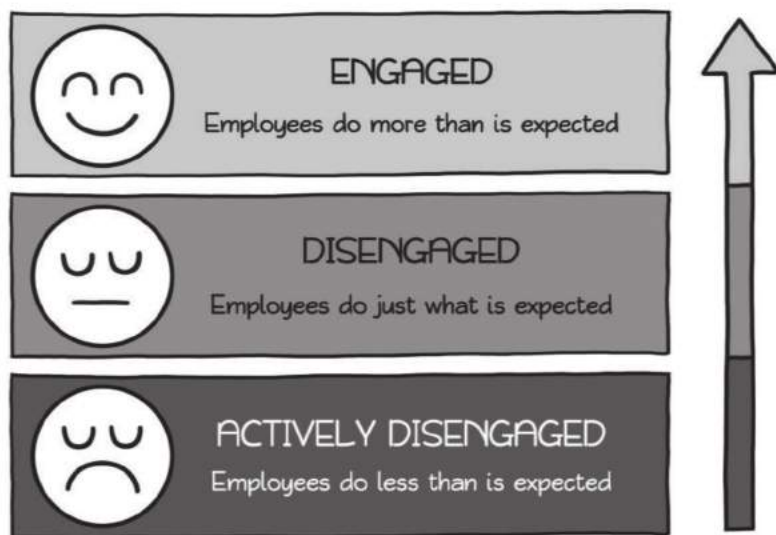 ENGAGED
Employees do more than is expected
DISENGAGED
Employees do just what is expected
ACTIVELY DISENGAGED
Employees do less than is expected